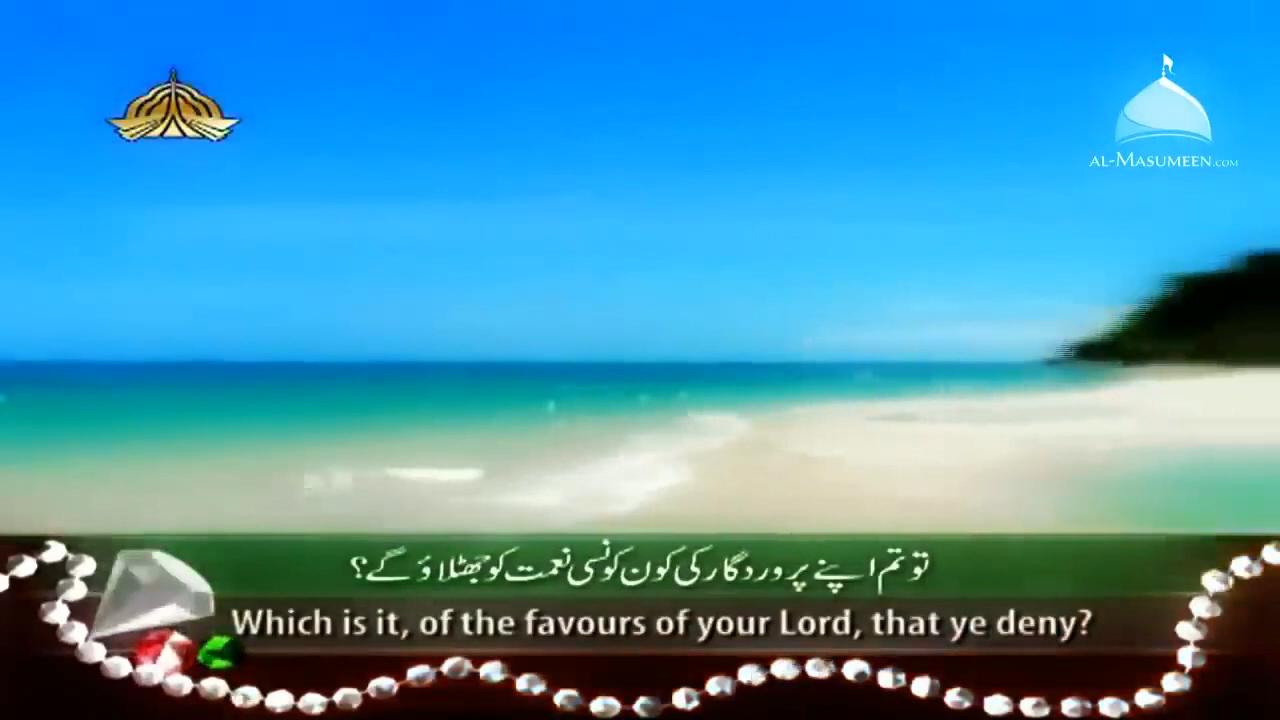 AL-MASUMEEN.COM
تو تم اپنے پروردگار کی کون کونسی نعمت کو جھٹلاؤ گے؟
Which is it, of the favours of your Lord, that ye deny?